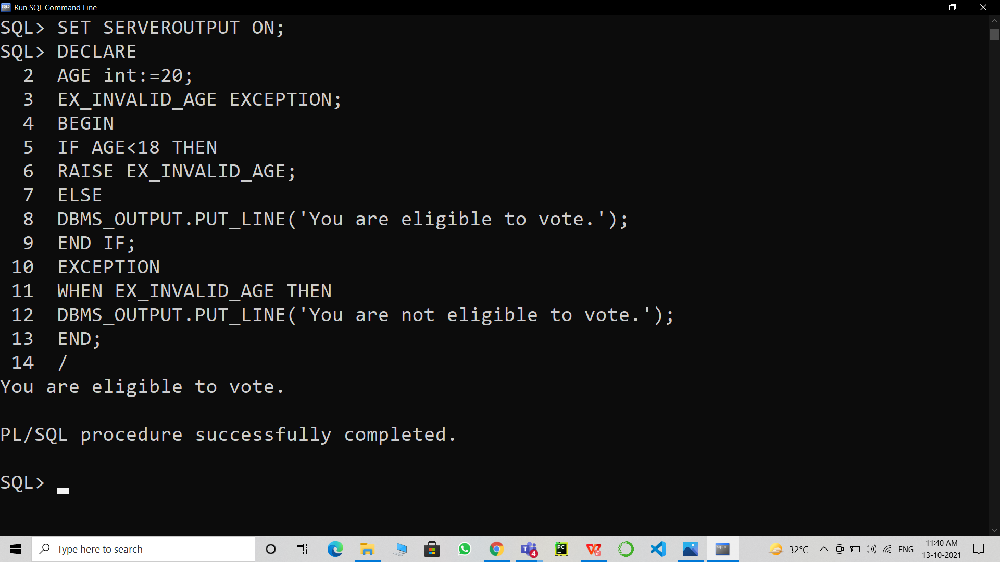 Run SQL Command Line
SQL> SET SERVEROUTPUT ON;
SQL> DECLARE
2 AGE int:=20;
3 EX_INVALID_AGE EXCEPTION;
4 BEGIN
5 IF AGE<18 THEN
6 RAISE EX_INVALID_AGE;
7 ELSE
8 DBMS_OUTPUT.PUT_LINE('You are eligible to vote.');
9 END IF;
10 EXCEPTION
11 WHEN EX_INVALID_AGE THEN
12 DBMS_OUTPUT.PUT_LINE('You are not eligible to vote.');
13 END;
14 /
You are eligible to vote.
PL/SQL procedure successfully completed.
SQL>
Type here to search
4
PC
SQL>
32°C
ENG
11:40 AM
13-10-2021